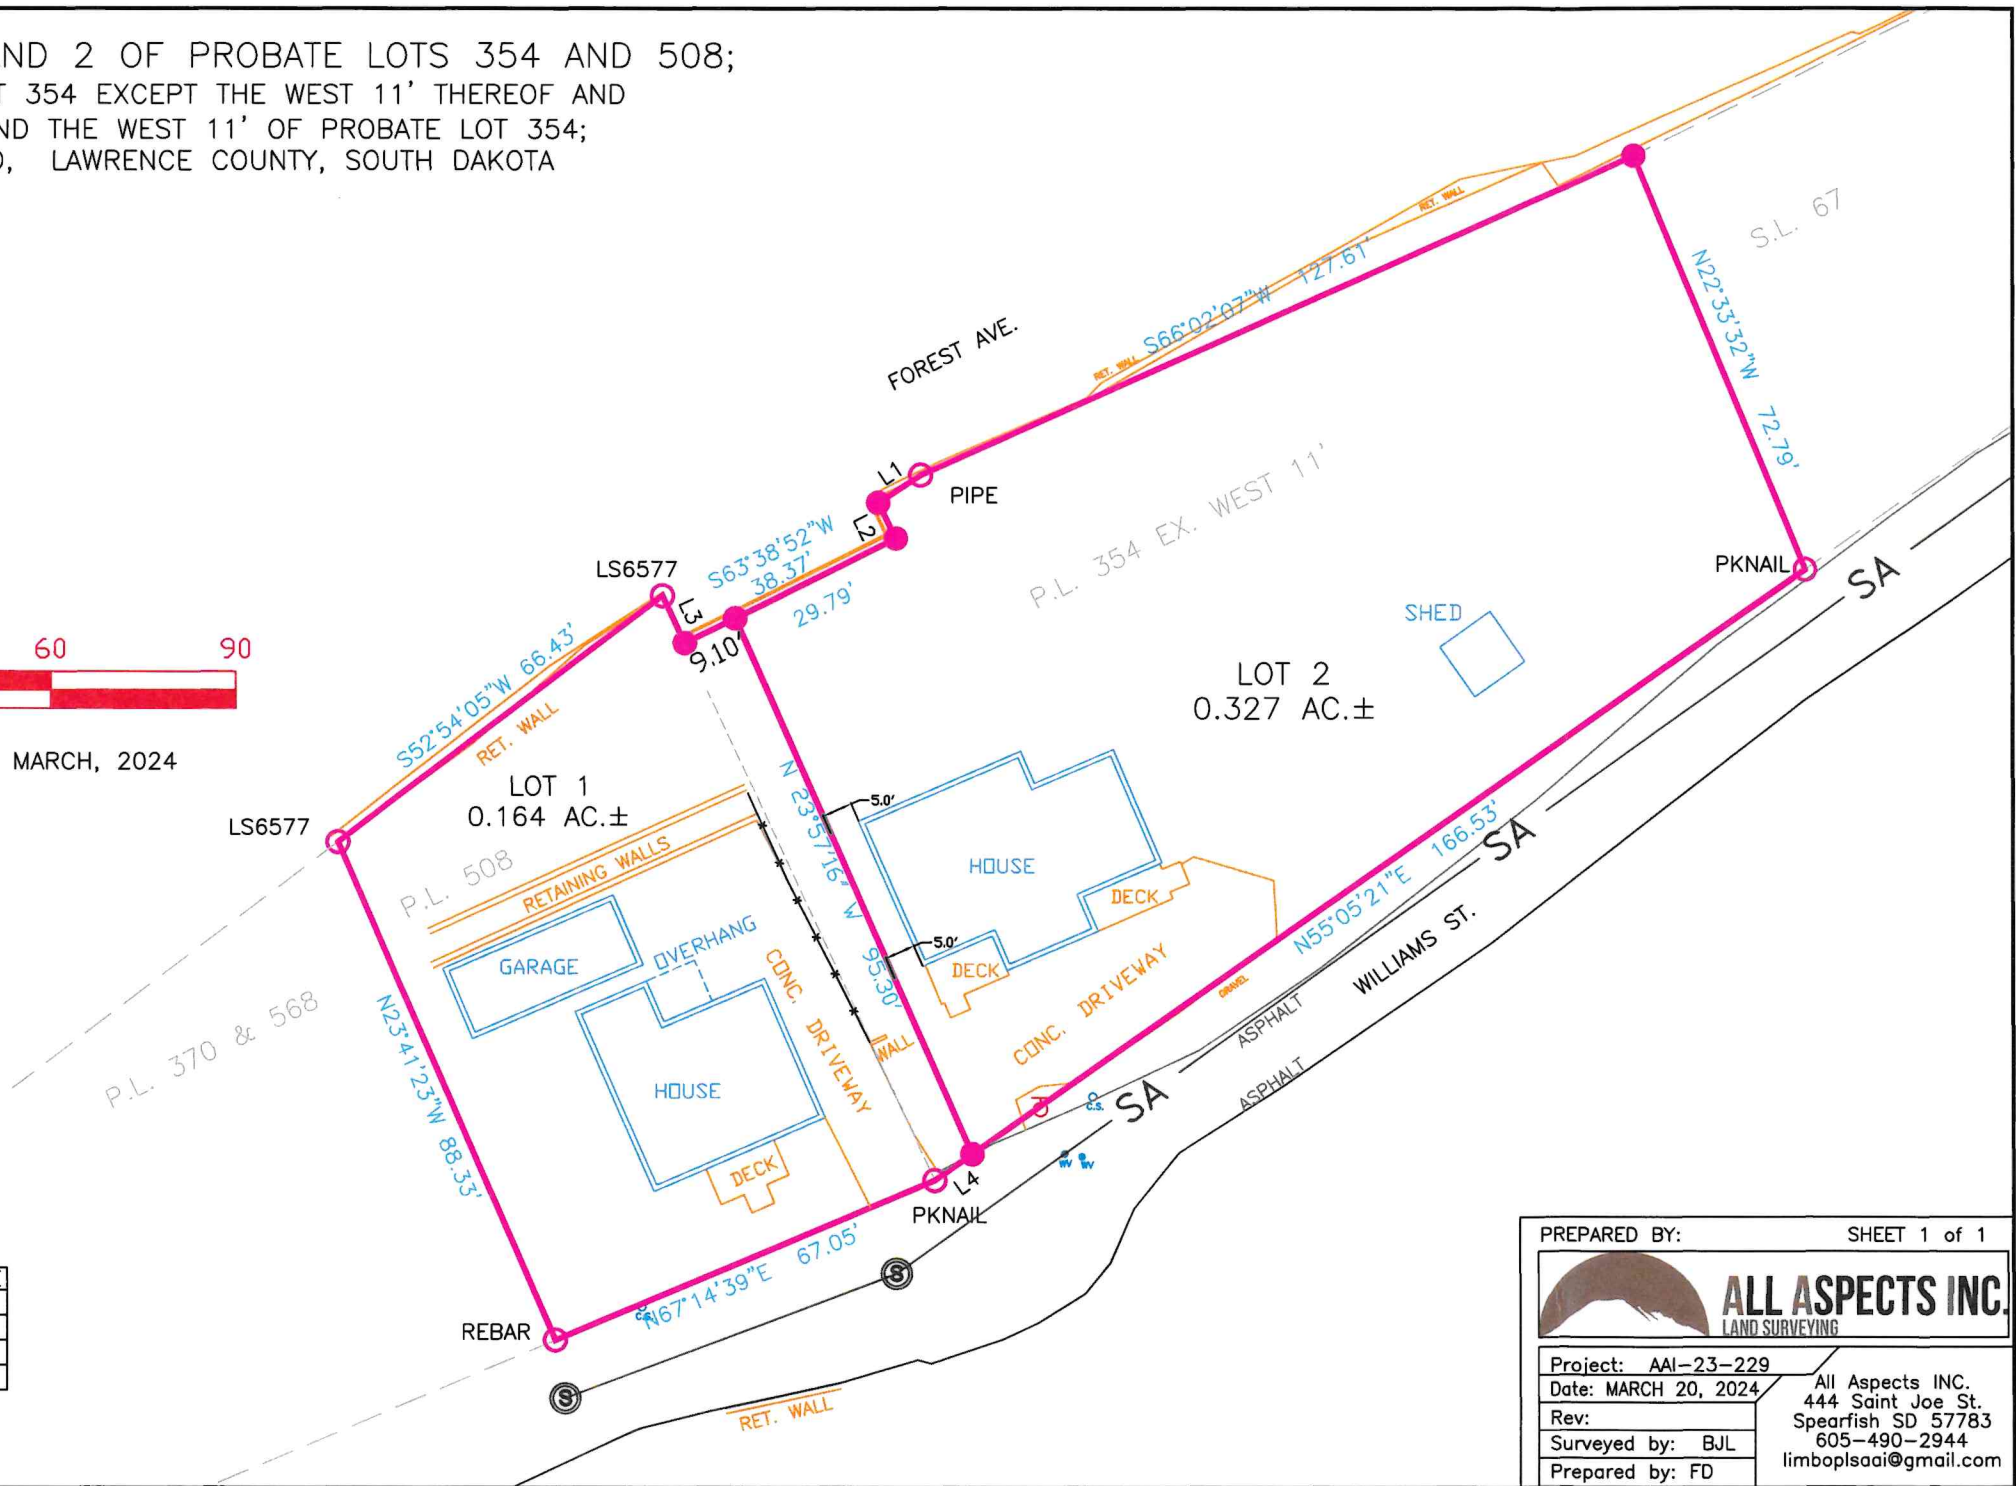 ND 2 OF PROBATE LOTS 354 AND 508;
354 EXCEPT THE WEST 11' THEREOF AND
ND THE WEST 11' OF PROBATE LOT 354;
LAWRENCE COUNTY, SOUTH DAKOTA
S.L. 67
N22°33'32"W 72.79'
RET. WALL
S66°02'07"W 127.61'
RET. WALL
FOREST AVE.
L1
PIPE
L2
P.L. 354 EX. WEST 11'
S63°38'52"W
38.37'
29.79'
LS6577
L3
9.10'
PKNAIL
SA
SHED
60 90
LOT 2
0.327 AC.±
S52°54'05"W 66.43'
RET. WALL
MARCH, 2024
LOT 1
0.164 AC.±
LS6577
P.L. 508
RETAINING WALLS
N 23°57'16" W 95.30'
5.0'
HOUSE
DECK
5.0'
DECK
N55°05'21"E 166.53'
SA
WILLIAMS ST.
GARAGE
OVERHANG
CONC. DRIVEWAY
CONC. DRIVEWAY
GRAVEL
ASPHALT
ASPHALT
P.L. 370 & 568
N23°41'23"W 88.33'
HOUSE
WALL
DECK
C.S.
SA
WV WV
L4
PKNAIL
N67°14'39"E 67.05'
C.S.
S
REBAR
S
RET. WALL
PREPARED BY: SHEET 1 of 1
ALL ASPECTS INC.
LAND SURVEYING
Project: AAI-23-229
Date: MARCH 20, 2024
Rev:
Surveyed by: BJL
Prepared by: FD
All Aspects INC.
444 Saint Joe St.
Spearfish SD 57783
605-490-2944
limboplsaai@gmail.com